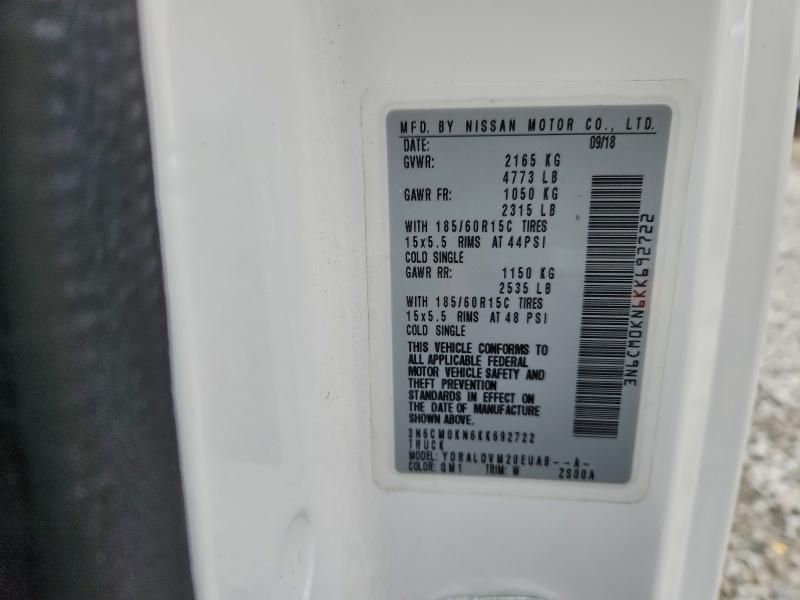 MFD. BY NISSAN MOTOR CO., LTD.
DATE: 09/18
GVWR: 2165 KG
4773 LB
GAWR FR: 1050 KG
2315 LB
WITH 185/60R15C TIRES
15x5.5 RIMS AT 44PSI
COLD SINGLE
GAWR RR: 1150 KG
2535 LB
WITH 185/60R15C TIRES
15x5.5 RIMS AT 48 PSI
COLD SINGLE
THIS VEHICLE CONFORMS TO
ALL APPLICABLE FEDERAL
MOTOR VEHICLE SAFETY AND
THEFT PREVENTION
STANDARDS IN EFFECT ON
THE DATE OF MANUFACTURE
SHOWN ABOVE.
3N6CM0KN6KK692722
TRUCK
MODEL: YDRALDVM20EUAB--A-
COLOR: QM1 TRIM: W ZS00A
3N6CM0KN6KK692722